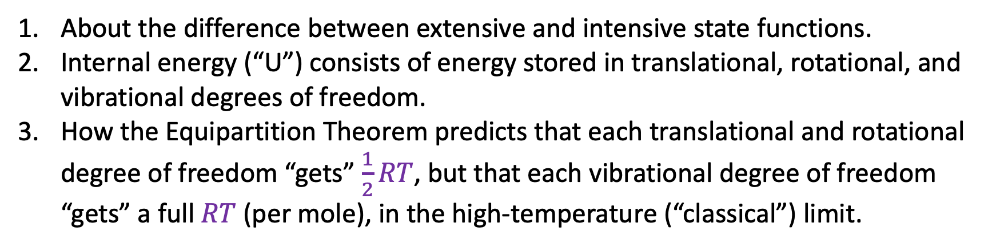 1. About the difference between extensive and intensive state functions.
2. Internal energy (“U”) consists of energy stored in translational, rotational, and
vibrational degrees of freedom.
3. How the Equipartition Theorem predicts that each translational and rotational
degree of freedom “gets” 1/2 RT, but that each vibrational degree of freedom
“gets” a full RT (per mole), in the high-temperature (“classical”) limit.